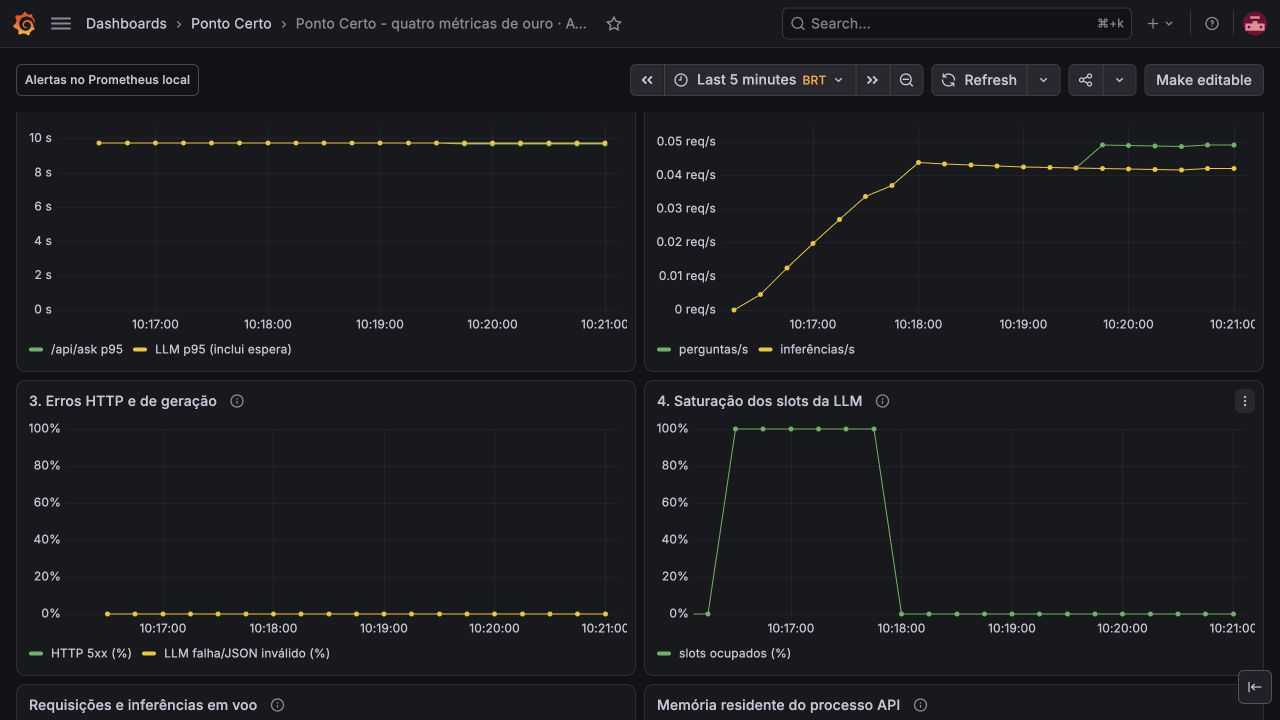 Dashboards › Ponto Certo › Ponto Certo - quatro métricas de ouro · A...
Search... ⌘+k
Alertas no Prometheus local
Last 5 minutes BRT
Refresh
Make editable
10 s
8 s
6 s
4 s
2 s
0 s
10:17:00 10:18:00 10:19:00 10:20:00 10:21:00
/api/ask p95 LLM p95 (inclui espera)
0.05 req/s
0.04 req/s
0.03 req/s
0.02 req/s
0.01 req/s
0 req/s
10:17:00 10:18:00 10:19:00 10:20:00 10:21:00
perguntas/s inferências/s
3. Erros HTTP e de geração
100%
80%
60%
40%
20%
0%
10:17:00 10:18:00 10:19:00 10:20:00 10:21:00
HTTP 5xx (%) LLM falha/JSON inválido (%)
4. Saturação dos slots da LLM
100%
80%
60%
40%
20%
0%
10:17:00 10:18:00 10:19:00 10:20:00 10:21:00
slots ocupados (%)
Requisições e inferências em voo
Memória residente do processo API